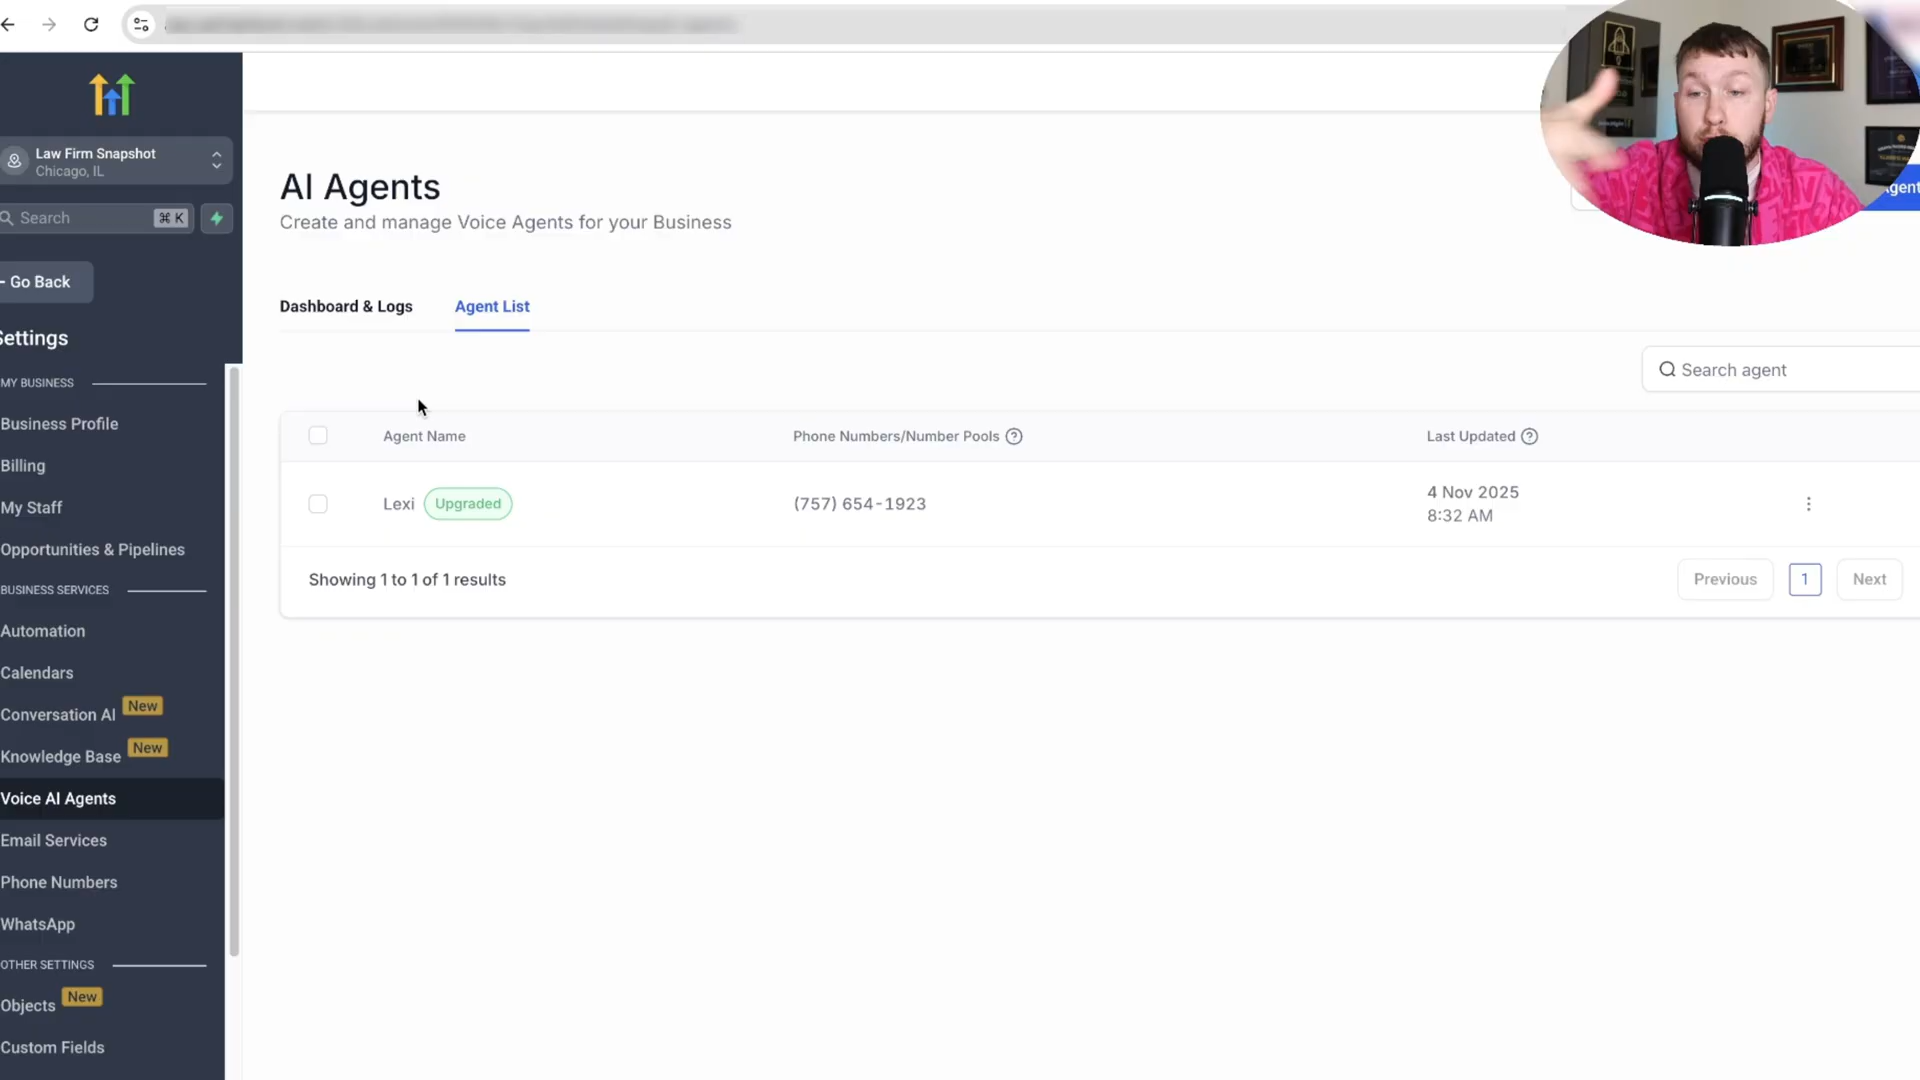 Law Firm Snapshot
Chicago, IL
Search
⌘ K
Go Back
Settings
MY BUSINESS
Business Profile
Billing
My Staff
Opportunities & Pipelines
BUSINESS SERVICES
Automation
Calendars
Conversation AI New
Knowledge Base New
Voice AI Agents
Email Services
Phone Numbers
WhatsApp
OTHER SETTINGS
Objects New
Custom Fields
AI Agents
Create and manage Voice Agents for your Business
Dashboard & Logs Agent List
Search agent
Agent Name Phone Numbers/Number Pools Last Updated
Lexi Upgraded (757) 654-1923 4 Nov 2025
8:32 AM
Showing 1 to 1 of 1 results Previous 1 Next